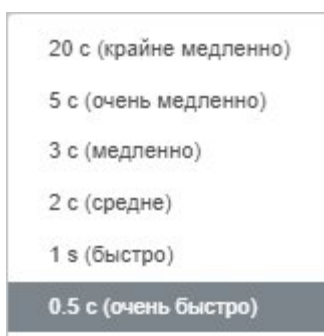 20 с (крайне медленно)
5 с (очень медленно)
3 с (медленно)
2 с (средне)
1 s (быстро)
0.5 с (очень быстро)